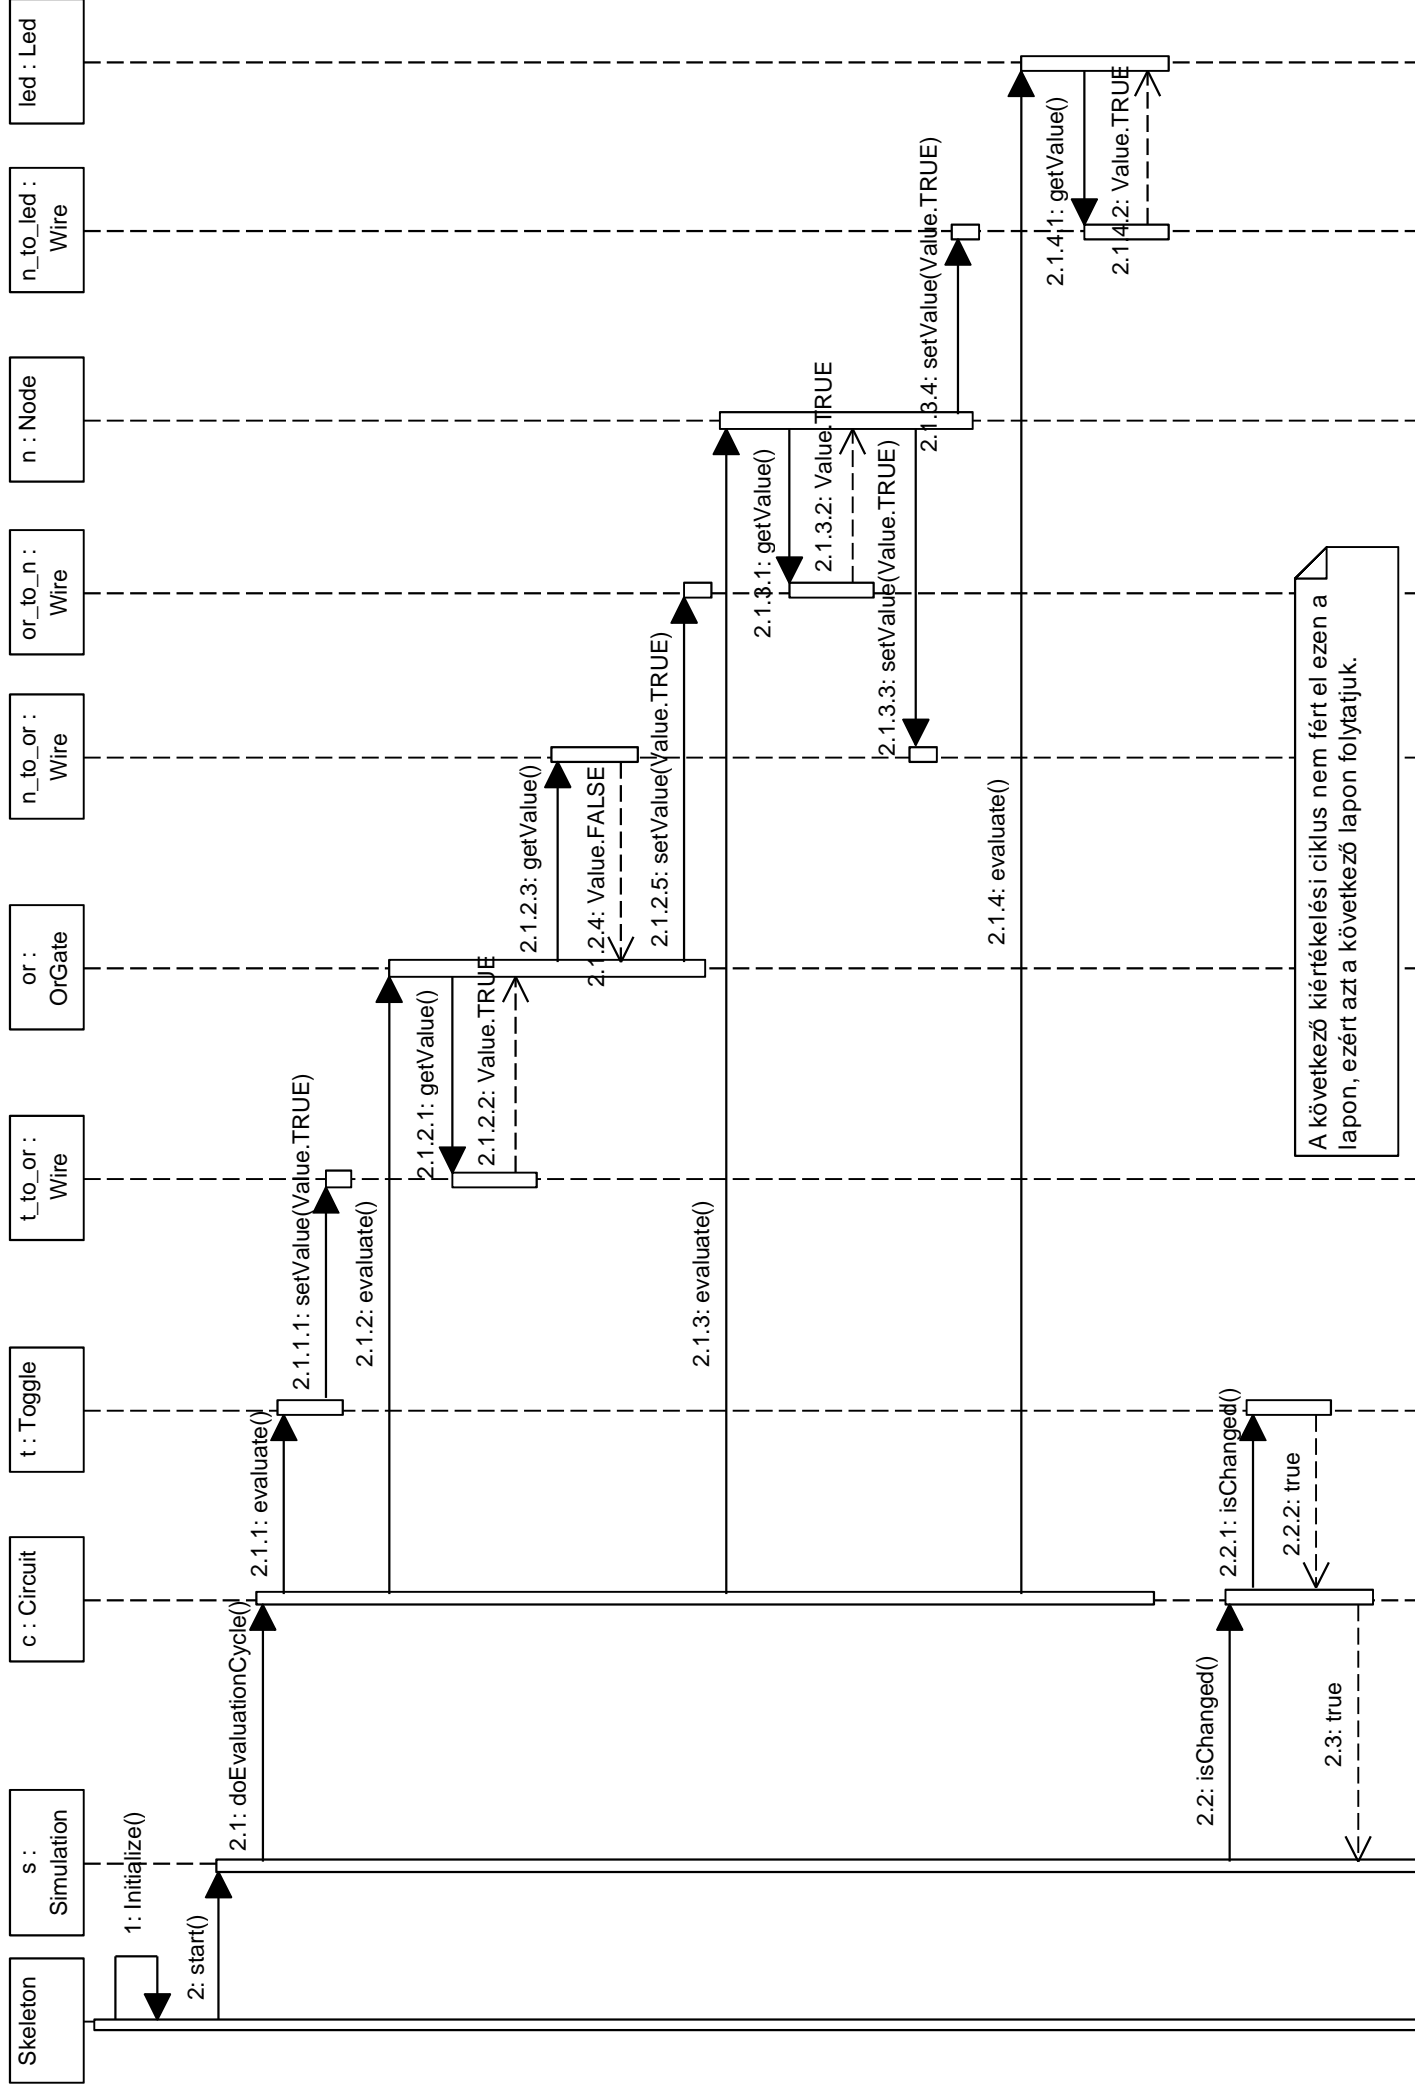 Skeleton
s :
Simulation
c : Circuit
t : Toggle
t_to_or :
Wire
or :
OrGate
n_to_or :
Wire
or_to_n :
Wire
n : Node
n_to_led :
Wire
led : Led
1: Initialize()
2: start()
2.1: doEvaluationCycle()
2.1.1: evaluate()
2.1.1.1: setValue(Value.TRUE)
2.1.2: evaluate()
2.1.2.1: getValue()
2.1.2.2: Value.TRUE
2.1.2.3: getValue()
2.1.2.4: Value.FALSE
2.1.2.5: setValue(Value.TRUE)
2.1.3: evaluate()
2.1.3.1: getValue()
2.1.3.2: Value.TRUE
2.1.3.3: setValue(Value.TRUE)
2.1.3.4: setValue(Value.TRUE)
2.1.4: evaluate()
2.1.4.1: getValue()
2.1.4.2: Value.TRUE
2.2: isChanged()
2.2.1: isChanged()
2.2.2: true
2.3: true
A következő kiértékelési ciklus nem fért el ezen a
lapon, ezért azt a következő lapon folytatjuk.